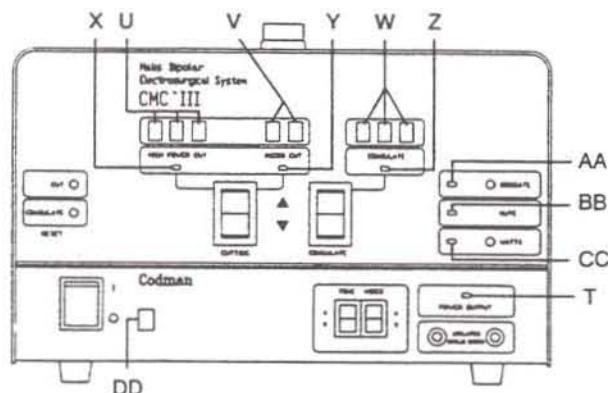 X U V Y W Z
Malis Bipolar
Electrosurgical System
CMC-III
HIGH POWER CUT MICRO CUT COAGULATE
AA
CUT
BB
COAGULATE
WATTS
RESET
CUTTING COAGULATE
CC
Codman
I
T
POWER OUTPUT
DD